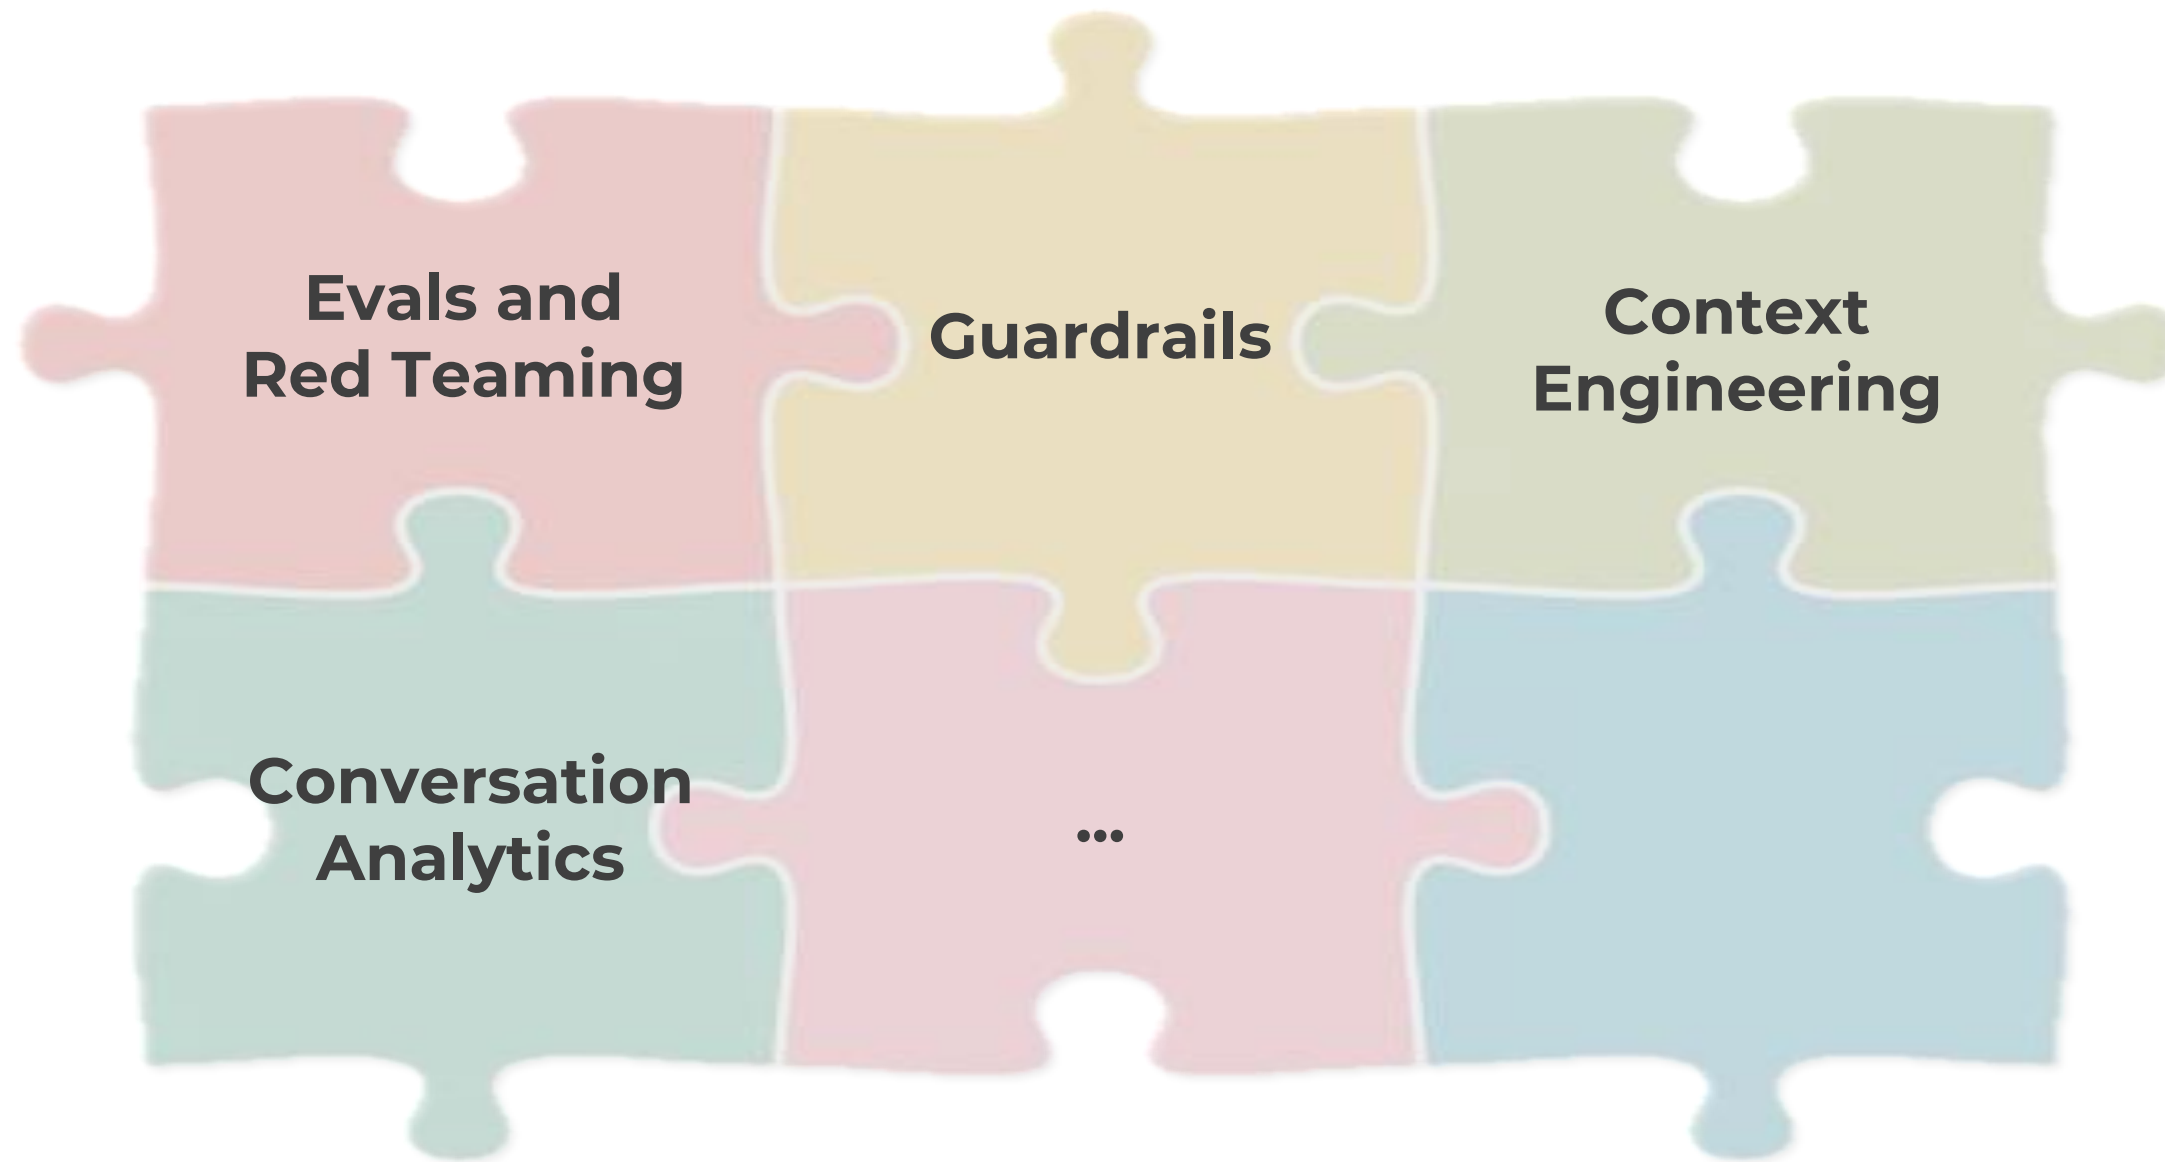 Evals and
Red Teaming
Guardrails
Context
Engineering
Conversation
Analytics
...